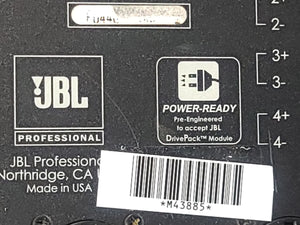 2+
2-
JBL
PROFESSIONAL
POWER-READY
Pre-Engineered
to accept JBL
DrivePack™ Module
3+
3-
4+
4-
JBL Professional
Northridge, CA
Made in USA
*M43885*